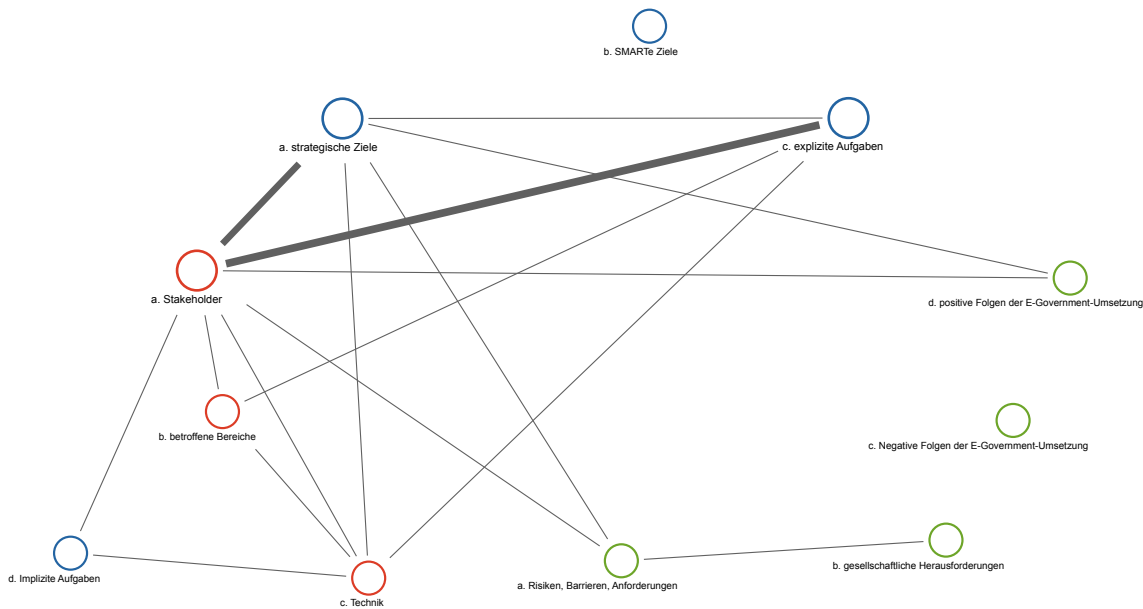 b. SMARTe Ziele
a. strategische Ziele
c. explizite Aufgaben
a. Stakeholder
d. positive Folgen der E-Government-Umsetzung
b. betroffene Bereiche
c. Negative Folgen der E-Government-Umsetzung
d. Implizite Aufgaben
c. Technik
a. Risiken, Barrieren, Anforderungen
b. gesellschaftliche Herausforderungen